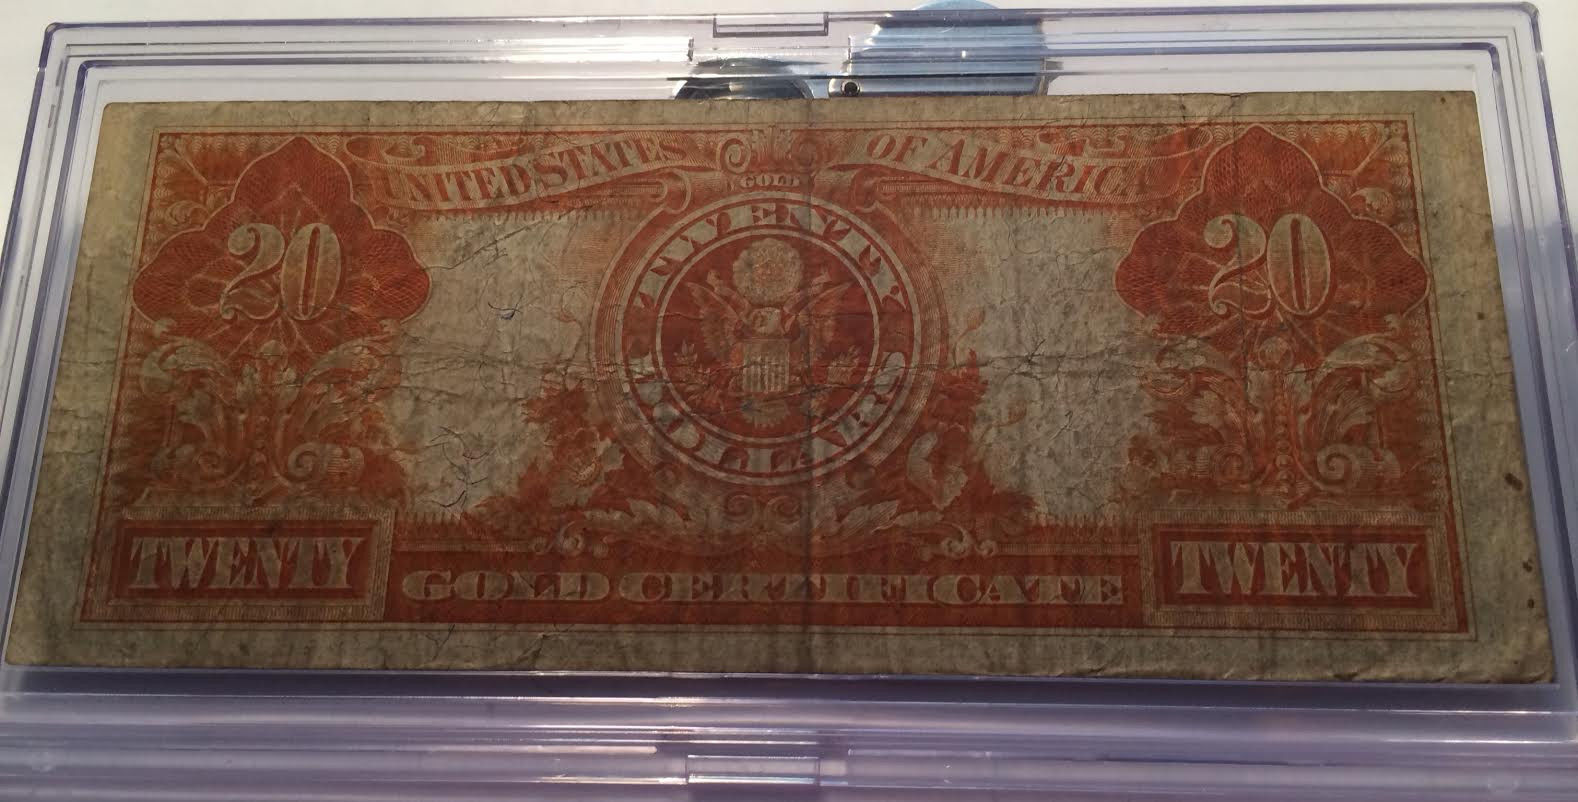 UNITED STATES OF AMERICA
GOLD
20
TWENTY
DOLLARS
20
TWENTY
GOLD CERTIFICATE
TWENTY